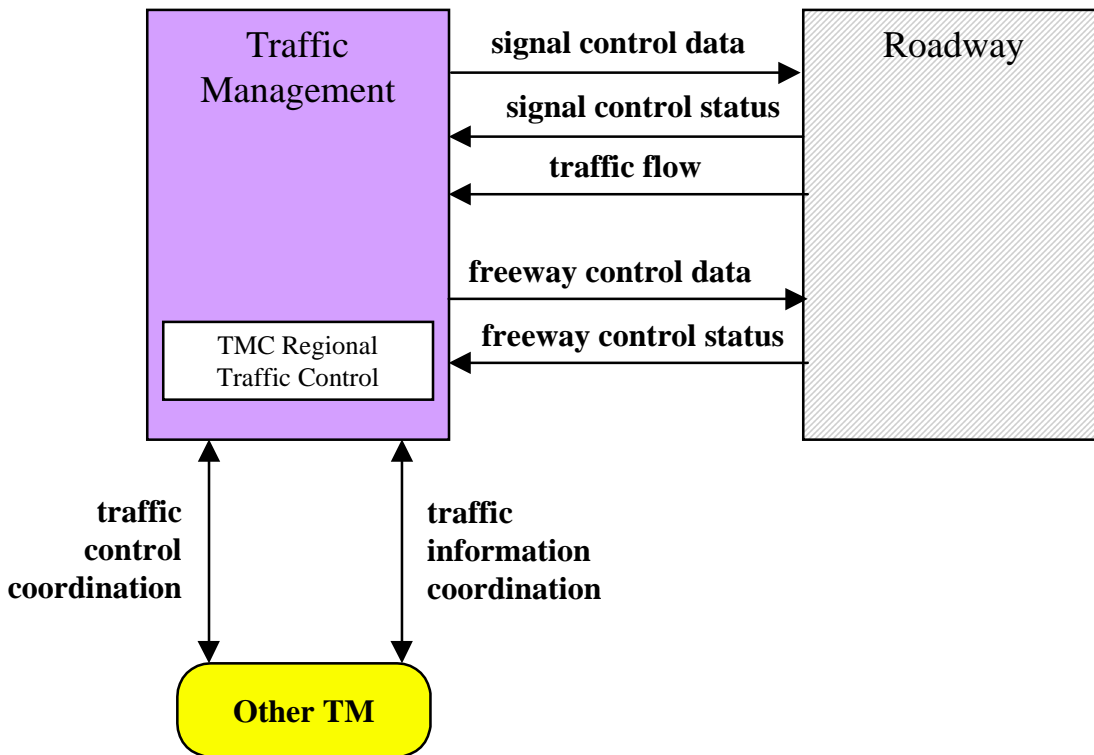 Traffic
Management
signal control data
Roadway
signal control status
traffic flow
freeway control data
freeway control status
TMC Regional
Traffic Control
traffic
control
coordination
traffic
information
coordination
Other TM